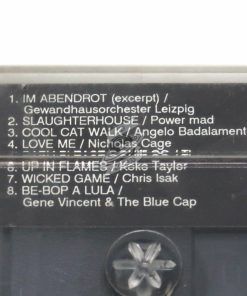 1. IM ABENDROT (excerpt) /
Gewandhausorchester Leizpig
2. SLAUGHTERHOUSE / Power mad
3. COOL CAT WALK / Angelo Badalament
4. LOVE ME / Nicholas Cage
6. UP IN FLAMES / Koko Taylor
7. WICKED GAME / Chris Isak
8. BE-BOP A LULA /
Gene Vincent & The Blue Cap